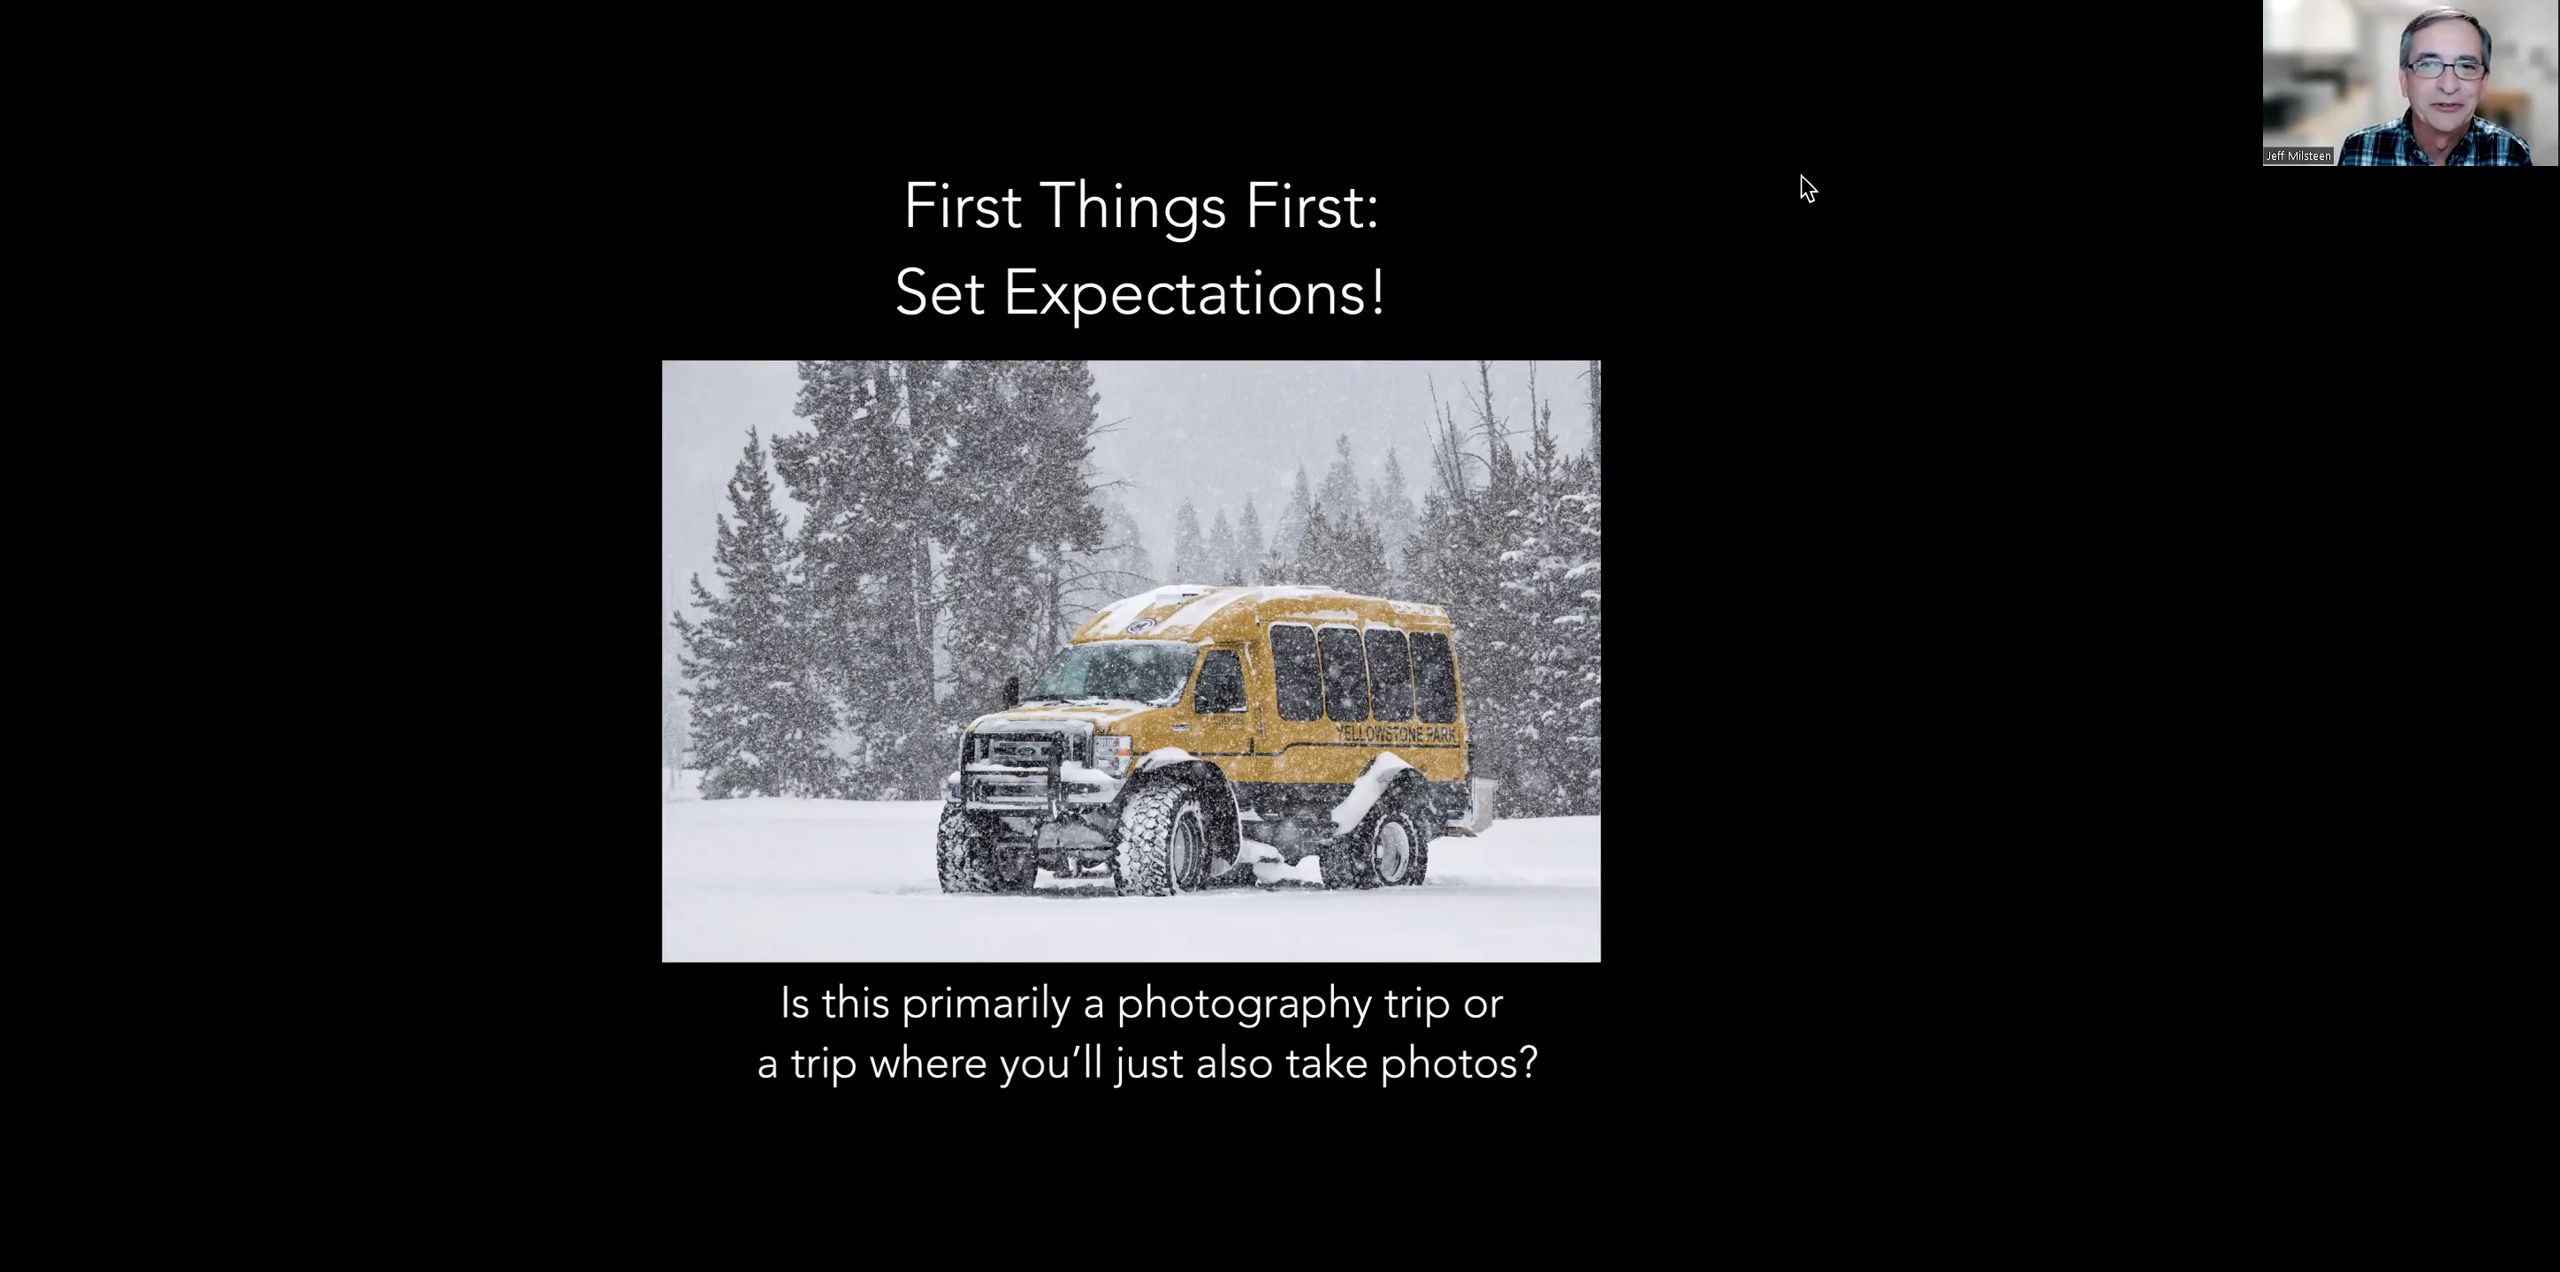 Jeff Milsteen
First Things First:
Set Expectations!
YELLOWSTONE PARK
Is this primarily a photography trip or
a trip where you’ll just also take photos?